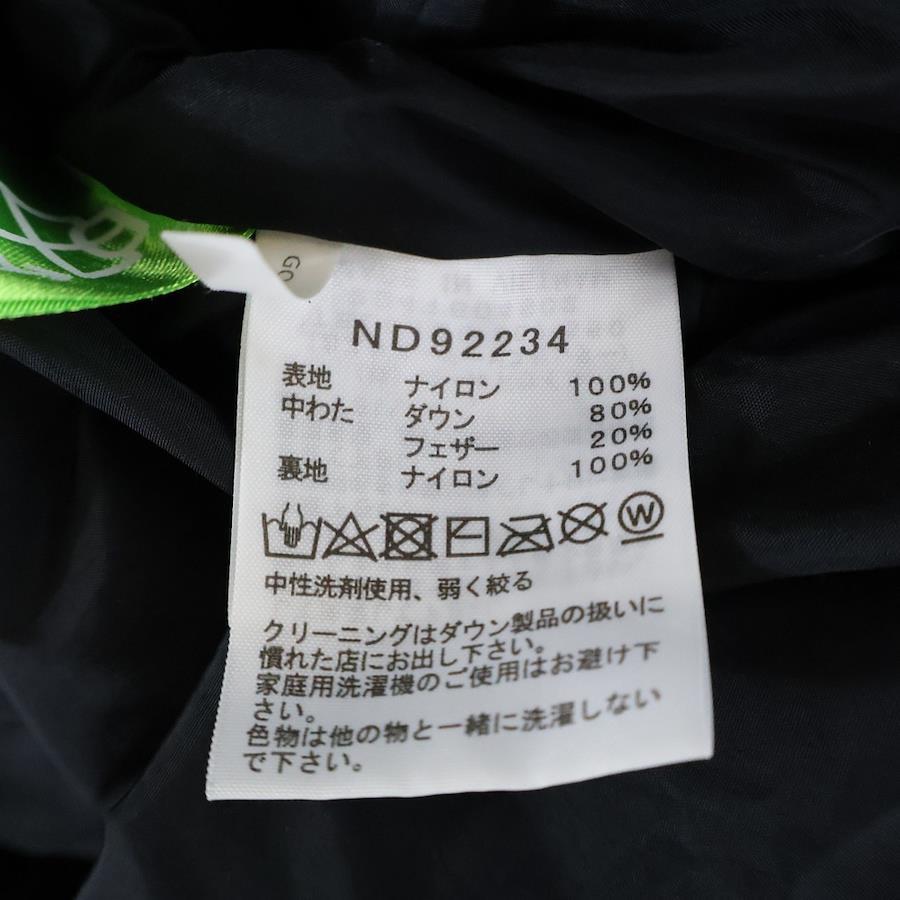 GO
ND92234
表地 ナイロン 100%
中わた ダウン 80%
フェザー 20%
裏地 ナイロン 100%
W
中性洗剤使用、弱く絞る
クリーニングはダウン製品の扱いに
慣れた店にお出し下さい。
家庭用洗濯機のご使用はお避け下
さい。
色物は他の物と一緒に洗濯しない
で下さい。